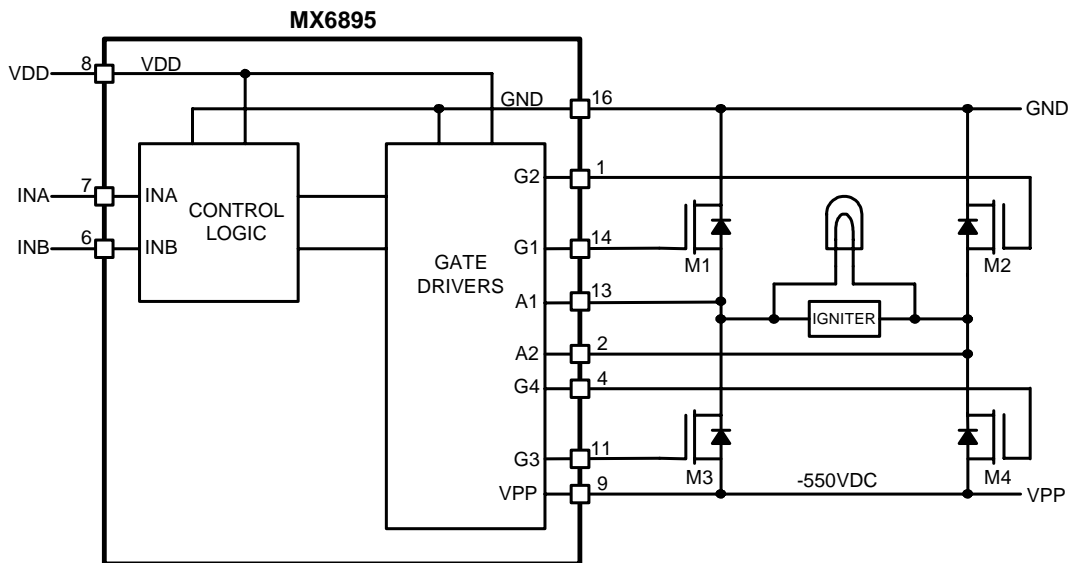 MX6895
VDD 8 VDD
GND 16 GND
G2 1
INA 7 INA
CONTROL
LOGIC
INB 6 INB
G1 14
M1
M2
GATE
DRIVERS
A1 13
IGNITER
A2 2
G4 4
G3 11
M3
M4
-550VDC
VPP 9 VPP